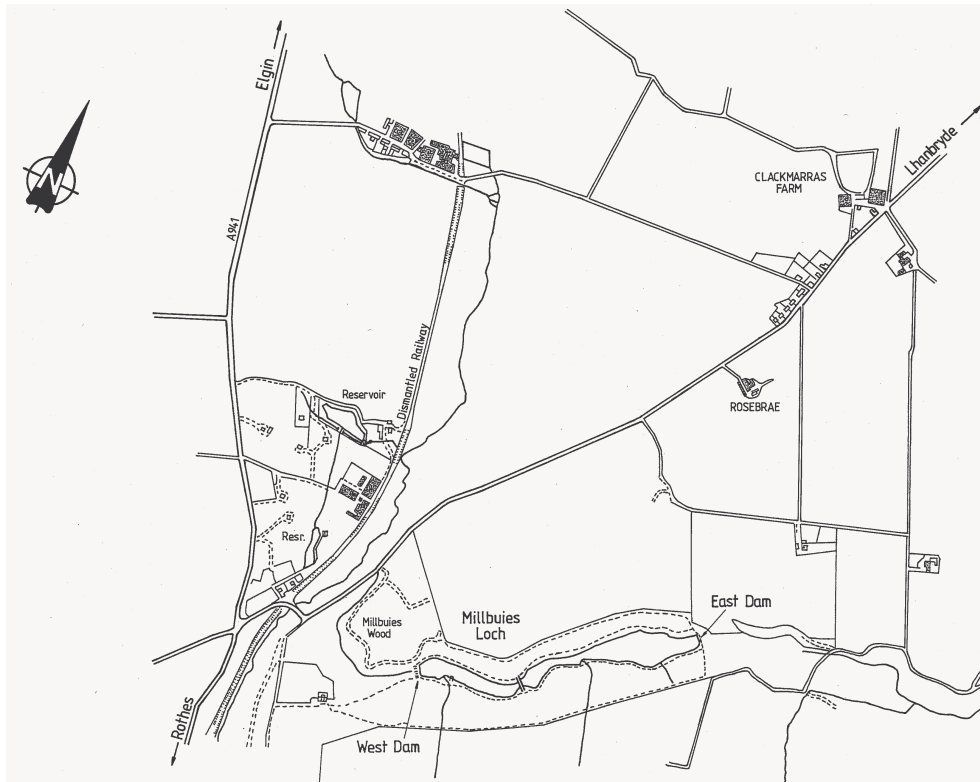 Elgin
N
A941
CLACKMARRAS
FARM
Lhanbryde
Dismantled Railway
Reservoir
ROSEBRAE
Resr.
Millbuies
Wood
Millbuies
Loch
East Dam
West Dam
Rothes